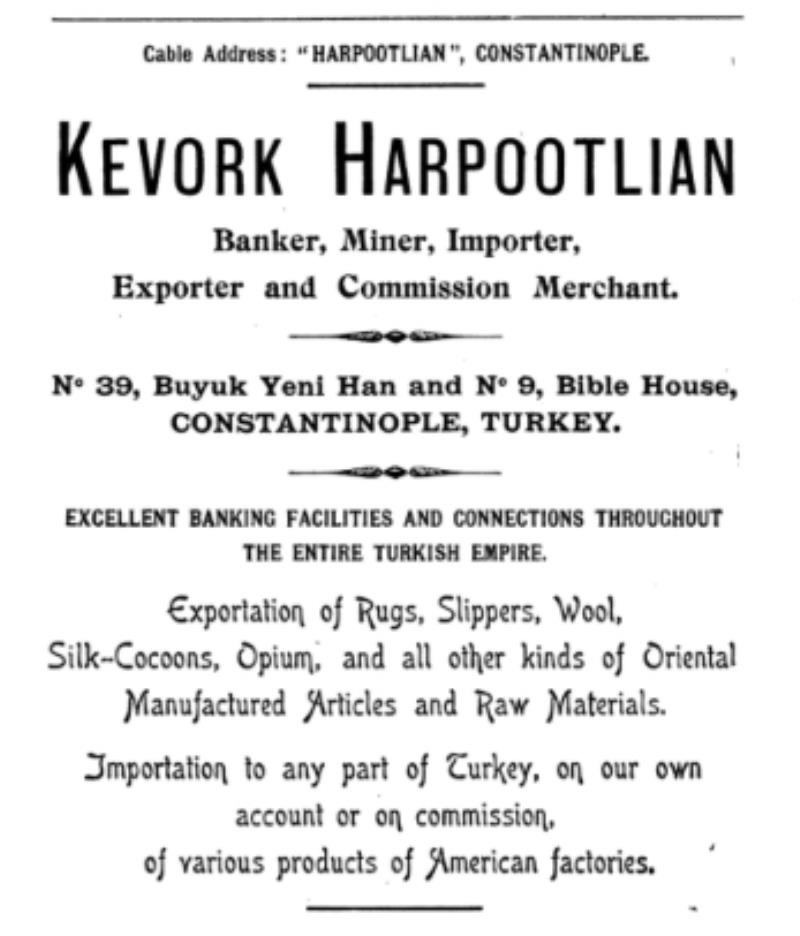 Cable Address: "HARPOOTLIAN", CONSTANTINOPLE.
KEVORK HARPOOTLIAN
Banker, Miner, Importer,
Exporter and Commission Merchant.
Nº 39, Buyuk Yeni Han and Nº 9, Bible House,
CONSTANTINOPLE, TURKEY.
EXCELLENT BANKING FACILITIES AND CONNECTIONS THROUGHOUT
THE ENTIRE TURKISH EMPIRE.
Exportation of Rugs, Slippers, Wool,
Silk-Cocoons, Opium, and all other kinds of Oriental
Manufactured Articles and Raw Materials.
Importation to any part of Turkey, on our own
account or on commission,
of various products of American factories.